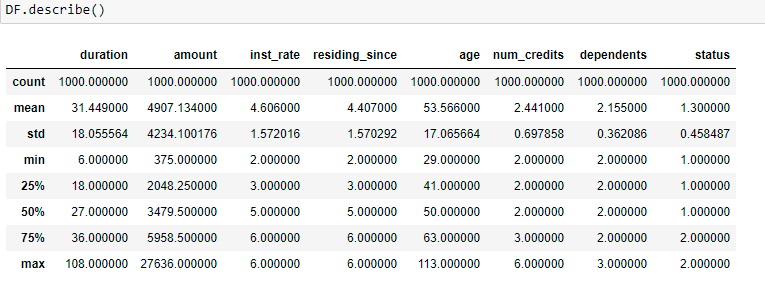 DF.describe()
duration amount inst_rate residing_since age num_credits dependents status
count 1000.000000 1000.000000 1000.000000 1000.000000 1000.000000 1000.000000 1000.000000 1000.000000
mean 31.449000 4907.134000 4.606000 4.407000 53.566000 2.441000 2.155000 1.300000
std 18.055564 4234.100176 1.572016 1.570292 17.065664 0.697858 0.362086 0.458487
min 6.000000 375.000000 2.000000 2.000000 29.000000 2.000000 2.000000 1.000000
25% 18.000000 2048.250000 3.000000 3.000000 41.000000 2.000000 2.000000 1.000000
50% 27.000000 3479.500000 5.000000 5.000000 50.000000 2.000000 2.000000 1.000000
75% 36.000000 5958.500000 6.000000 6.000000 63.000000 3.000000 2.000000 2.000000
max 108.000000 27636.000000 6.000000 6.000000 113.000000 6.000000 3.000000 2.000000